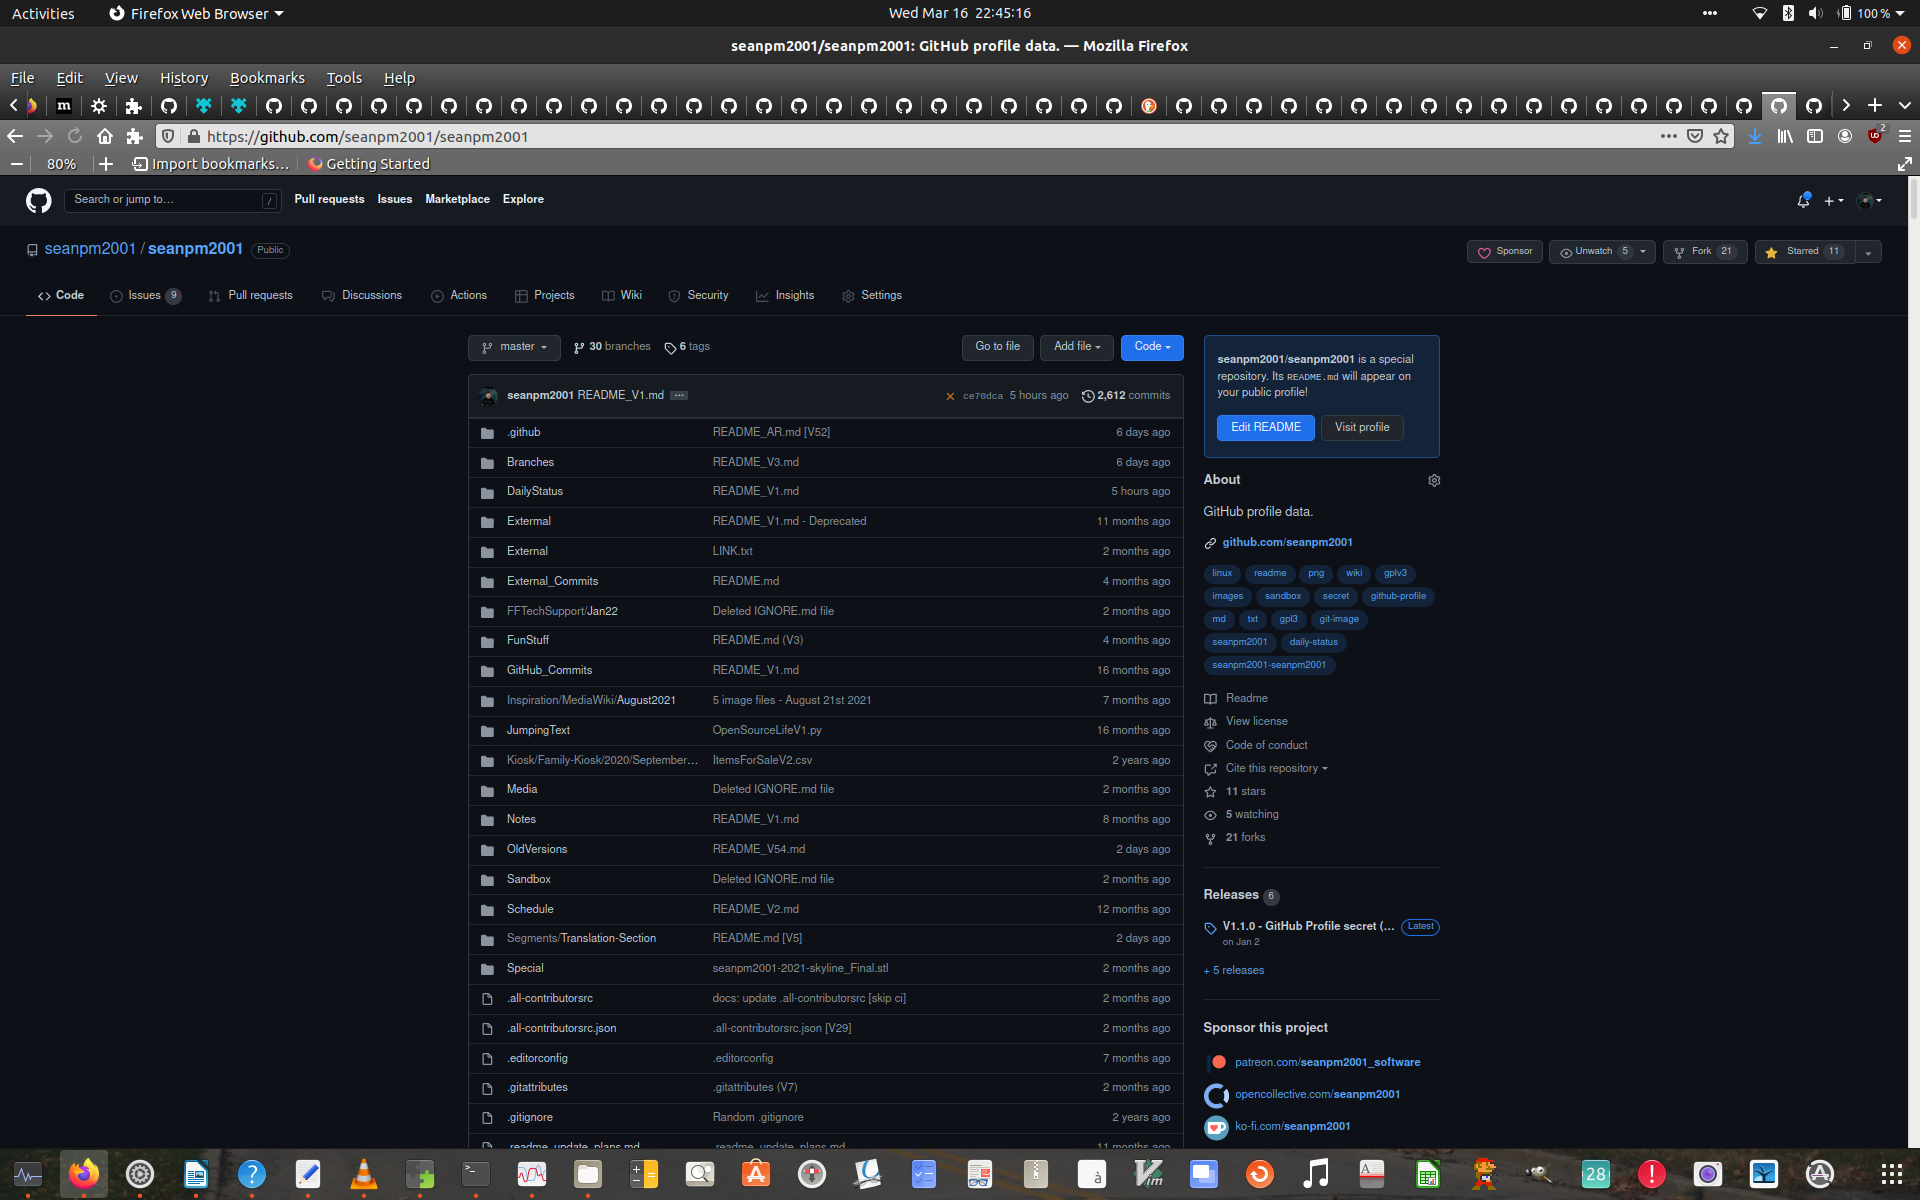 Activities Firefox Web Browser Wed Mar 16 22:45:16 100 %
seanpm2001/seanpm2001: GitHub profile data. — Mozilla Firefox
File Edit View History Bookmarks Tools Help
https://github.com/seanpm2001/seanpm2001 2
80% Import bookmarks... Getting Started
Search or jump to... / Pull requests Issues Marketplace Explore
seanpm2001 / seanpm2001 Public Sponsor Unwatch 5 Fork 21 Starred 11
Code Issues 9 Pull requests Discussions Actions Projects Wiki Security Insights Settings
master 30 branches 6 tags Go to file Add file Code
seanpm2001 README_V1.md ... ce70dca 5 hours ago 2,612 commits
.github README_AR.md [V52] 6 days ago
Branches README_V3.md 6 days ago
DailyStatus README_V1.md 5 hours ago
Extermal README_V1.md - Deprecated 11 months ago
External LINK.txt 2 months ago
External_Commits README.md 4 months ago
FFTechSupport/Jan22 Deleted IGNORE.md file 2 months ago
FunStuff README.md (V3) 4 months ago
GitHub_Commits README_V1.md 16 months ago
Inspiration/MediaWiki/August2021 5 image files - August 21st 2021 7 months ago
JumpingText OpenSourceLifeV1.py 16 months ago
Kiosk/Family-Kiosk/2020/September... ItemsForSaleV2.csv 2 years ago
Media Deleted IGNORE.md file 2 months ago
Notes README_V1.md 8 months ago
OldVersions README_V54.md 2 days ago
Sandbox Deleted IGNORE.md file 2 months ago
Schedule README_V2.md 12 months ago
Segments/Translation-Section README.md [V5] 2 days ago
Special seanpm2001-2021-skyline_Final.stl 2 months ago
.all-contributorsrc docs: update .all-contributorsrc [skip ci] 2 months ago
.all-contributorsrc.json .all-contributorsrc.json [V29] 2 months ago
.editorconfig .editorconfig 7 months ago
.gitattributes .gitattributes (V7) 2 months ago
.gitignore Random .gitignore 2 years ago
.readme_update_plans.md .readme_update_plans.md 11 months ago
seanpm2001/seanpm2001 is a special
repository. Its README.md will appear on
your public profile!
Edit README Visit profile
About
GitHub profile data.
github.com/seanpm2001
linux readme png wiki gplv3
images sandbox secret github-profile
md txt gpl3 git-image
seanpm2001 daily-status
seanpm2001-seanpm2001
Readme
View license
Code of conduct
Cite this repository
11 stars
5 watching
21 forks
Releases 6
V1.1.0 - GitHub Profile secret (... Latest
on Jan 2
+ 5 releases
Sponsor this project
patreon.com/seanpm2001_software
opencollective.com/seanpm2001
ko-fi.com/seanpm2001
28